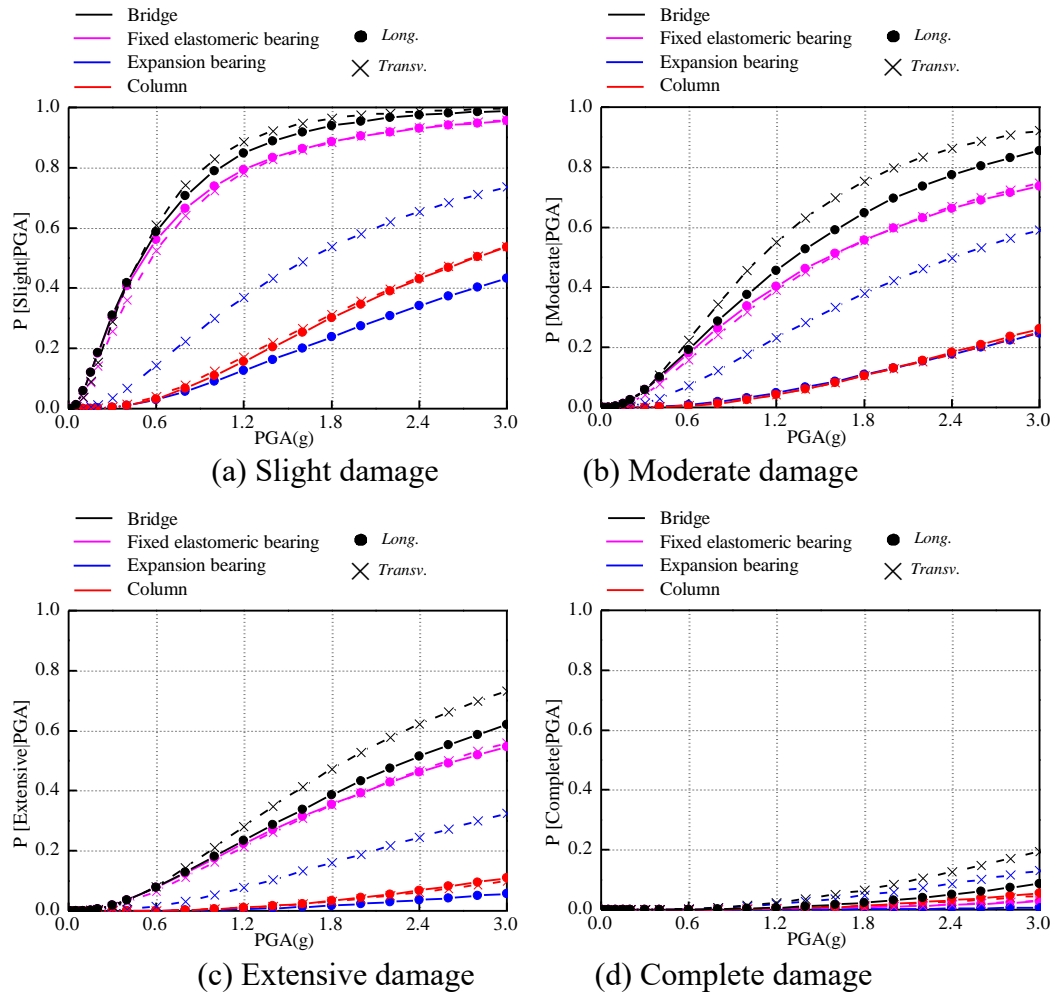 Bridge
Fixed elastomeric bearing
Expansion bearing
Column
Long.
Transv.
P [Slight|PGA]
1.0
0.8
0.6
0.4
0.2
0.0
0.0 0.6 1.2 1.8 2.4 3.0
PGA(g)
(a) Slight damage
Bridge
Fixed elastomeric bearing
Expansion bearing
Column
Long.
Transv.
P [Moderate|PGA]
1.0
0.8
0.6
0.4
0.2
0.0
0.0 0.6 1.2 1.8 2.4 3.0
PGA(g)
(b) Moderate damage
Bridge
Fixed elastomeric bearing
Expansion bearing
Column
Long.
Transv.
P [Extensive|PGA]
1.0
0.8
0.6
0.4
0.2
0.0
0.0 0.6 1.2 1.8 2.4 3.0
PGA(g)
(c) Extensive damage
Bridge
Fixed elastomeric bearing
Expansion bearing
Column
Long.
Transv.
P [Complete|PGA]
1.0
0.8
0.6
0.4
0.2
0.0
0.0 0.6 1.2 1.8 2.4 3.0
PGA(g)
(d) Complete damage